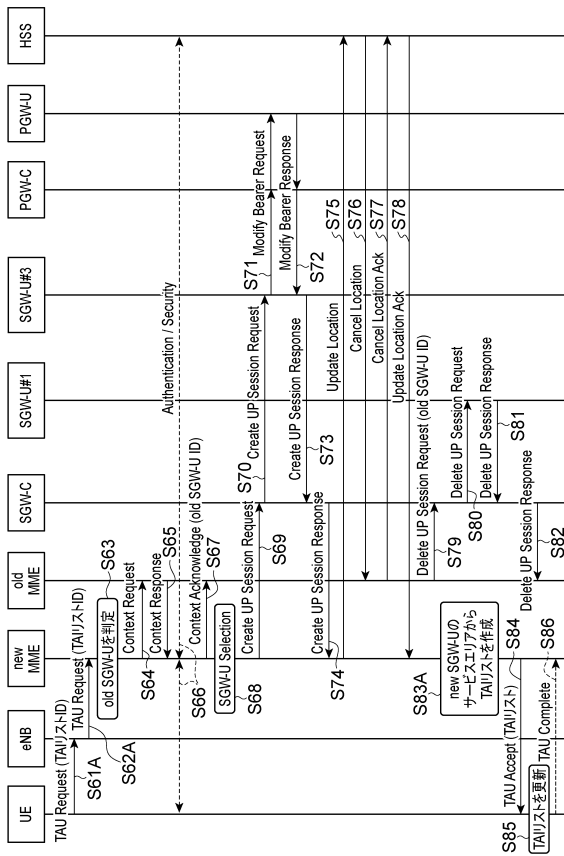 UE
eNB
new
MME
old
MME
SGW-C
SGW-U#1
SGW-U#3
PGW-C
PGW-U
HSS
TAU Request (TAIリストID)
S61A
TAU Request (TAIリストID)
S62A
old SGW-Uを判定
S63
Context Request
S64
Context Response
S65
Authentication / Security
S66
Context Acknowledge (old SGW-U ID)
S67
SGW-U Selection
S68
Create UP Session Request
S69
S70
Create UP Session Request
S71
Modify Bearer Request
Modify Bearer Response
S72
Create UP Session Response
S73
Create UP Session Response
S74
Update Location
S75
Cancel Location
S76
Cancel Location Ack
S77
Update Location Ack
S78
Delete UP Session Request (old SGW-U ID)
S79
Delete UP Session Request
S80
Delete UP Session Response
S81
Delete UP Session Response
S82
S83A
new SGW-Uの
サービスエリアから
TAIリストを作成
TAU Accept (TAIリスト)
S84
S85
TAIリストを更新
TAU Complete
S86